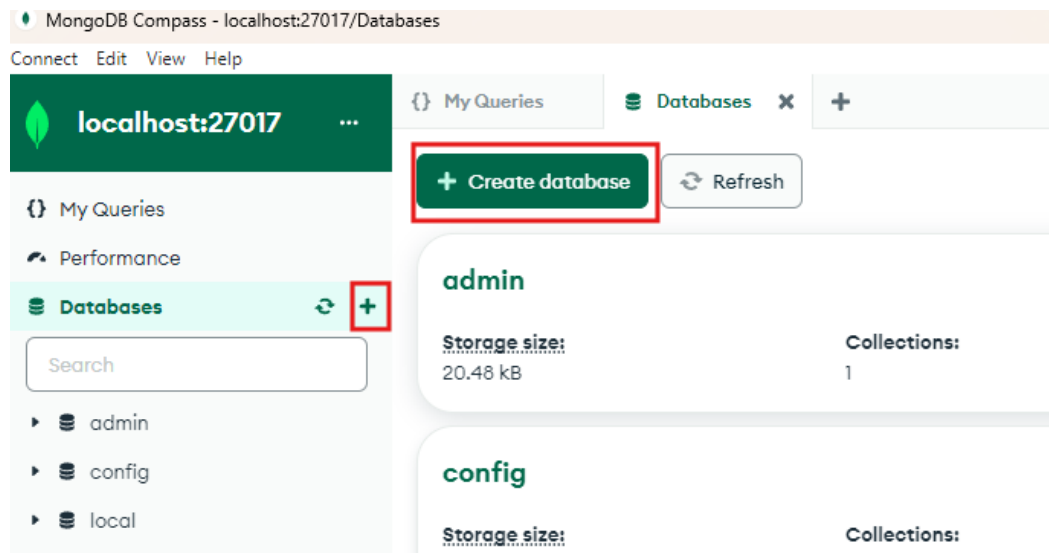 MongoDB Compass - localhost:27017/Databases
Connect Edit View Help
localhost:27017 ...
{} My Queries
Performance
Databases +
Search
admin
config
local
{} My Queries
Databases × +
+ Create database
Refresh
admin
Storage size:
20.48 kB
Collections:
1
config
Storage size:
Collections: